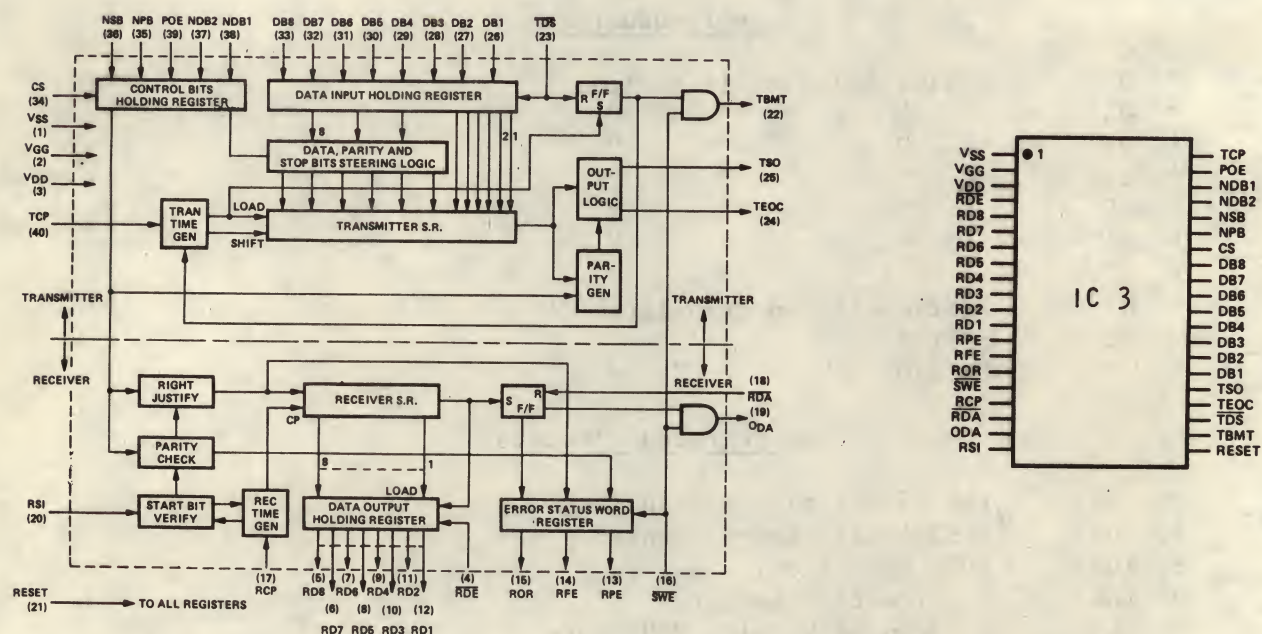 NSB NPB POE NDB2 NDB1
(36) (35) (39) (37) (38)
DB8 DB7 DB6 DB5 DB4 DB3 DB2 DB1
(33) (32) (31) (30) (29) (28) (27) (26)
TDS
(23)
CS
(34)
CONTROL BITS
HOLDING REGISTER
DATA INPUT HOLDING REGISTER
R F/F
S
TBMT
(22)
VSS
(1)
VGG
(2)
VDD
(3)
8
2 1
DATA, PARITY AND
STOP BITS STEERING LOGIC
OUT-
PUT
LOGIC
TSO
(25)
TEOC
(24)
TCP
(40)
TRAN
TIME
GEN
LOAD
SHIFT
TRANSMITTER S.R.
PAR-
ITY
GEN
TRANSMITTER
RECEIVER
TRANSMITTER
RECEIVER
RIGHT
JUSTIFY
CP
RECEIVER S.R.
S R
F/F
(18)
RDA
(19)
ODA
PARITY
CHECK
8 1
LOAD
RSI
(20)
START BIT
VERIFY
REC
TIME
GEN
DATA OUTPUT
HOLDING REGISTER
ERROR STATUS WORD
REGISTER
(17)
RCP
(5) (7) (9) (11)
RD8 RD6 RD4 RD2
(6) (8) (10) (12)
RD7 RD5 RD3 RD1
(4)
RDE
(15) (14) (13)
ROR RFE RPE
(16)
SWE
RESET
(21)
TO ALL REGISTERS
VSS
VGG
VDD
RDE
RD8
RD7
RD6
RD5
RD4
RD3
RD2
RD1
RPE
RFE
ROR
SWE
RCP
RDA
ODA
RSI
1
IC 3
TCP
POE
NDB1
NDB2
NSB
NPB
CS
DB8
DB7
DB6
DB5
DB4
DB3
DB2
DB1
TSO
TEOC
TDS
TBMT
RESET